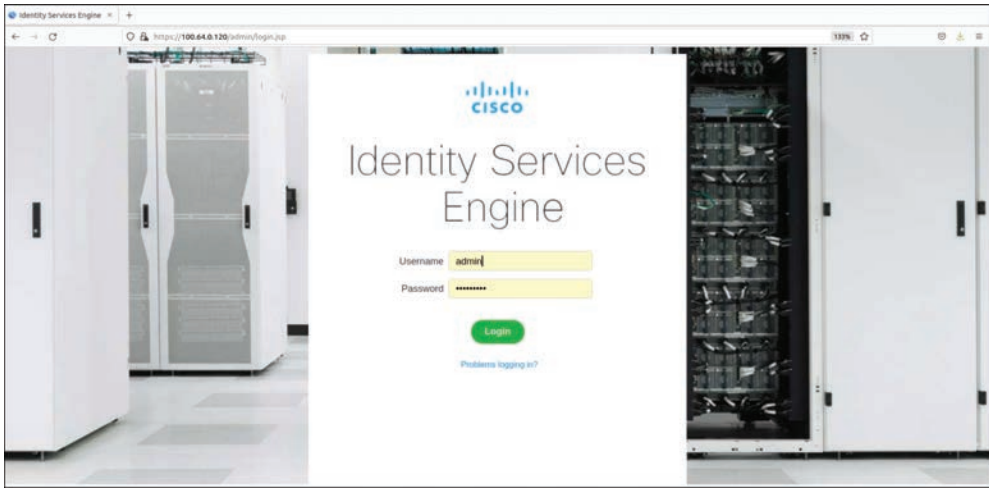 Identity Services Engine
https://100.64.0.120/admin/login.jsp
133%
CISCO
Identity Services
Engine
Username admin
Password •••••••••
Login
Problems logging in?